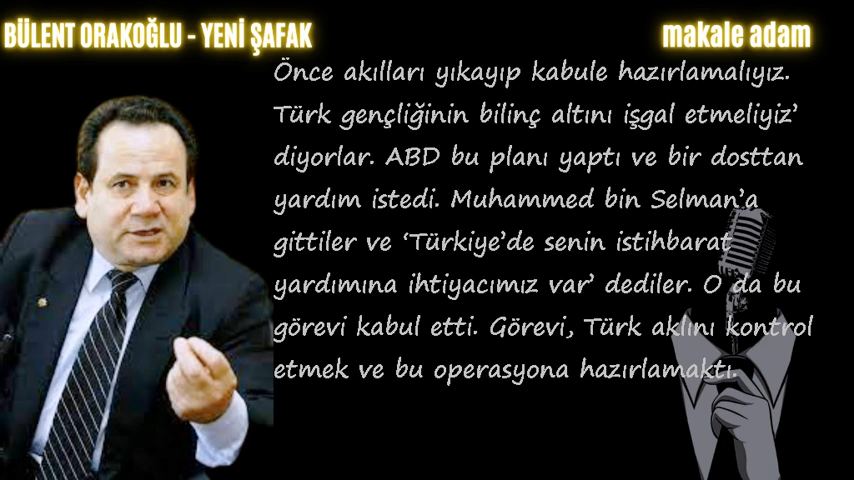 BÜLENT ORAKOĞLU - YENİ ŞAFAK
makale adam
Önce akılları yıkayıp kabule hazırlamalıyız.
Türk gençliğinin bilinç altını işgal etmeliyiz’
diyorlar. ABD bu planı yaptı ve bir dosttan
yardım istedi. Muhammed bin Selman’a
gittiler ve ‘Türkiye’de senin istihbarat
yardımına ihtiyacımız var’ dediler. O da bu
görevi kabul etti. Görevi, Türk aklını kontrol
etmek ve bu operasyona hazırlamaktı.